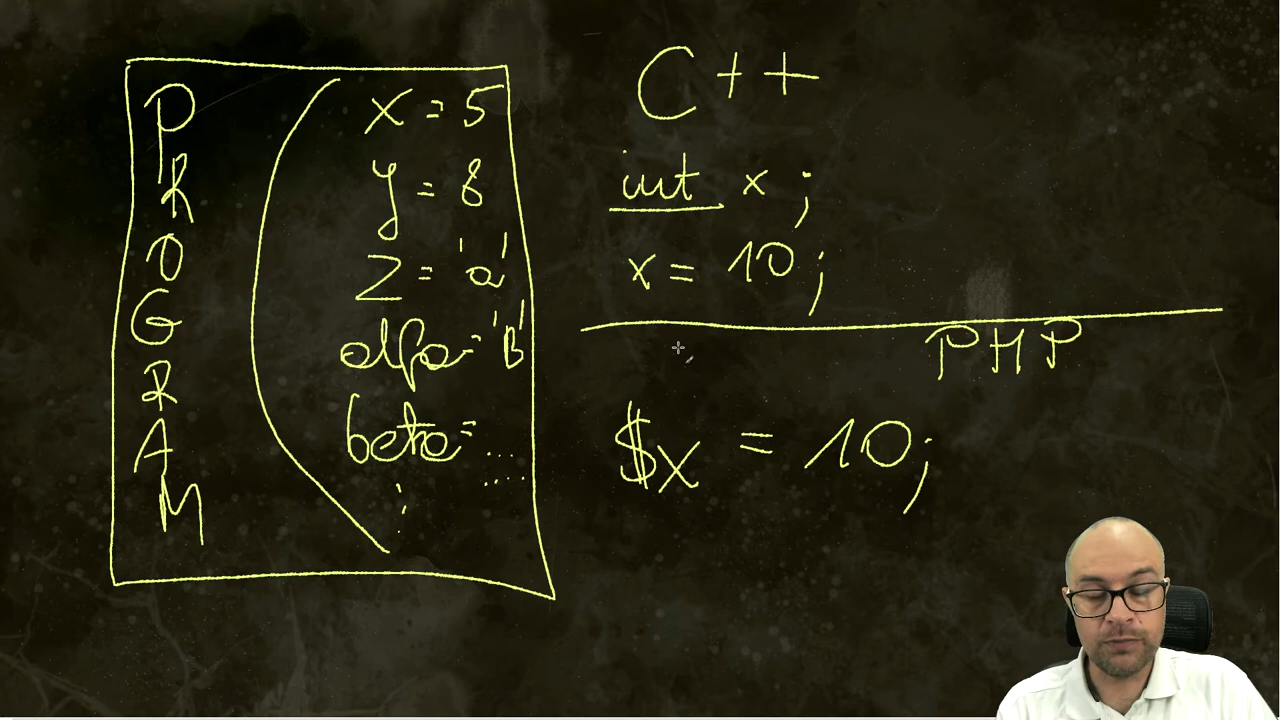 PROGRAM
x = 5
y = 8
z = 'a'
alfa = 'B'
beta = ....
....
C++
int x;
x = 10;
PHP
$x = 10;